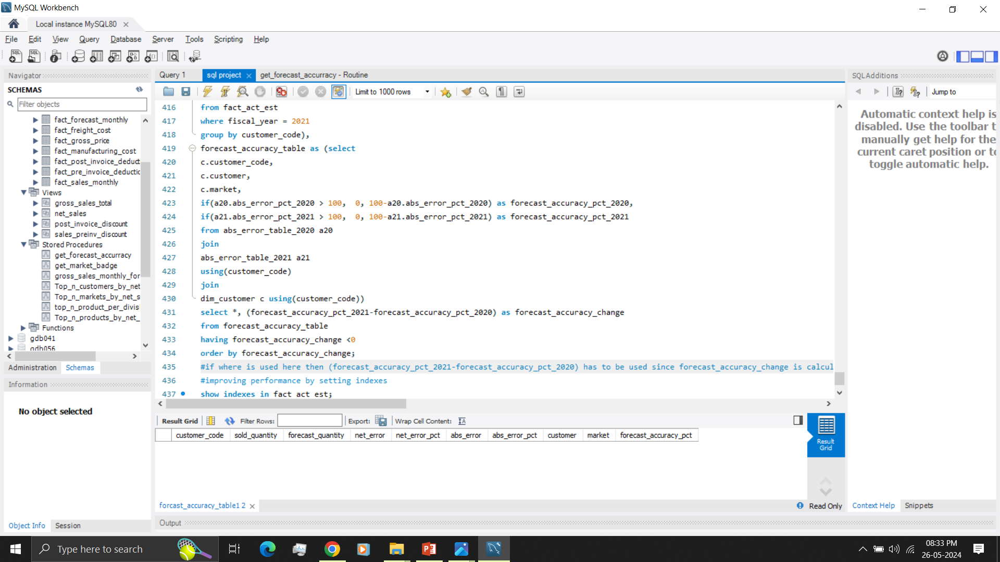 MySQL Workbench
Local instance MySQL80
File Edit View Query Database Server Tools Scripting Help
Navigator
SCHEMAS
Filter objects
fact_forecast_monthly
fact_freight_cost
fact_gross_price
fact_manufacturing_cost
fact_post_invoice_deduct
fact_pre_invoice_deductic
fact_sales_monthly
Views
gross_sales_total
net_sales
post_invoice_discount
sales_preinv_discount
Stored Procedures
get_forecast_accurracy
get_market_badge
gross_sales_monthly_for
Top_n_customers_by_net
Top_n_markets_by_net_s
top_n_product_per_divis
Top_n_products_by_net_
Functions
gdb041
gdb056
Administration Schemas
Information
No object selected
Object Info Session
Query 1 sql project get_forecast_accurracy - Routine
Limit to 1000 rows
416 from fact_act_est
417 where fiscal_year = 2021
418 group by customer_code),
419 forecast_accuracy_table as (select
420 c.customer_code,
421 c.customer,
422 c.market,
423 if(a20.abs_error_pct_2020 > 100,  0, 100-a20.abs_error_pct_2020) as forecast_accuracy_pct_2020,
424 if(a21.abs_error_pct_2021 > 100,  0, 100-a21.abs_error_pct_2021) as forecast_accuracy_pct_2021
425 from abs_error_table_2020 a20
426 join
427 abs_error_table_2021 a21
428 using(customer_code)
429 join
430 dim_customer c using(customer_code))
431 select *, (forecast_accuracy_pct_2021-forecast_accuracy_pct_2020) as forecast_accuracy_change
432 from forecast_accuracy_table
433 having forecast_accuracy_change <0
434 order by forecast_accuracy_change;
435 #if where is used here then (forecast_accuracy_pct_2021-forecast_accuracy_pct_2020) has to be used since forecast_accuracy_change is calcul
436 #improving performance by setting indexes
437 show indexes in fact_act_est;
Result Grid Filter Rows: Export: Wrap Cell Content:
customer_code sold_quantity forecast_quantity net_error net_error_pct abs_error abs_error_pct customer market forecast_accuracy_pct
Result
Grid
forcast_accuracy_table1 2
Read Only
Output
SQLAdditions
Jump to
Automatic context help is
disabled. Use the toolbar t
manually get help for the
current caret position or to
toggle automatic help.
Context Help Snippets
Type here to search
08:33 PM
26-05-2024